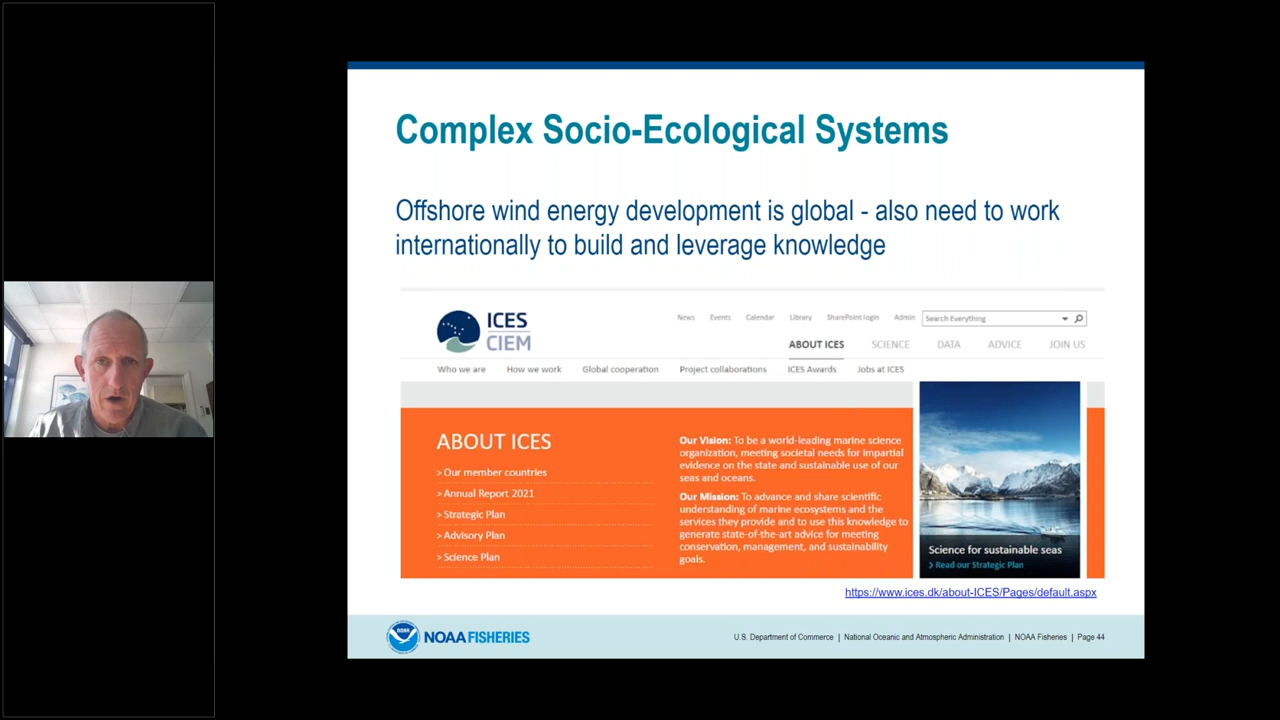 Complex Socio-Ecological Systems
Offshore wind energy development is global - also need to work
internationally to build and leverage knowledge
ICES
CIEM
News Events Calendar Library SharePoint login Admin Search Everything
ABOUT ICES SCIENCE DATA ADVICE JOIN US
Who we are How we work Global cooperation Project collaborations ICES Awards Jobs at ICES
ABOUT ICES
> Our member countries
> Annual Report 2021
> Strategic Plan
> Advisory Plan
> Science Plan
Our Vision: To be a world-leading marine science
organization, meeting societal needs for impartial
evidence on the state and sustainable use of our
seas and oceans.
Our Mission: To advance and share scientific
understanding of marine ecosystems and the
services they provide and to use this knowledge to
generate state-of-the-art advice for meeting
conservation, management, and sustainability
goals.
Science for sustainable seas
> Read our Strategic Plan
https://www.ices.dk/about-ICES/Pages/default.aspx
NOAA
NOAA FISHERIES
U.S. Department of Commerce | National Oceanic and Atmospheric Administration | NOAA Fisheries | Page 44